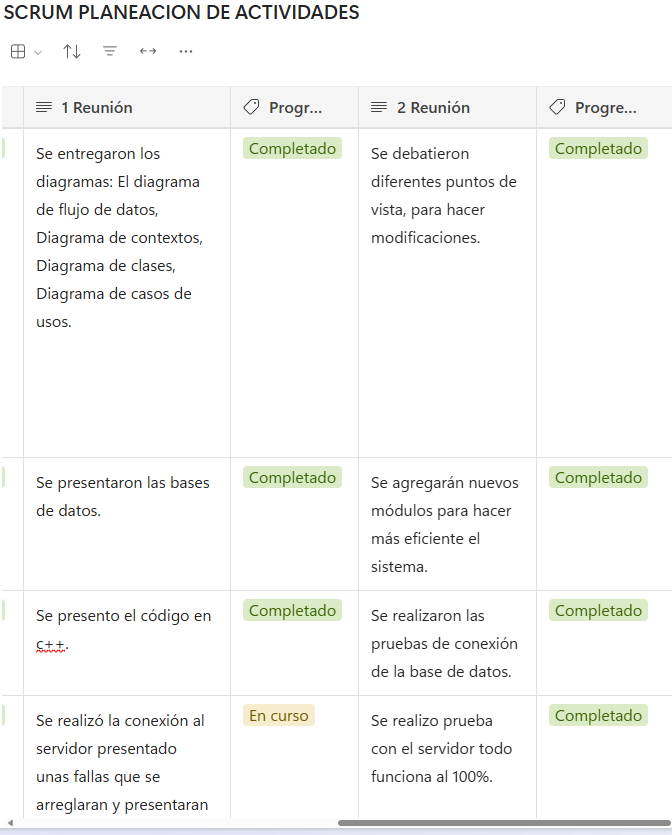 SCRUM PLANEACION DE ACTIVIDADES
1 Reunión
Progr...
2 Reunión
Progre...
Se entregaron los
diagramas: El diagrama
de flujo de datos,
Diagrama de contextos,
Diagrama de clases,
Diagrama de casos de
usos.
Completado
Se debatieron
diferentes puntos de
vista, para hacer
modificaciones.
Completado
Se presentaron las bases
de datos.
Completado
Se agregarán nuevos
módulos para hacer
más eficiente el
sistema.
Completado
Se presento el código en
c++.
Completado
Se realizaron las
pruebas de conexión
de la base de datos.
Completado
Se realizó la conexión al
servidor presentado
unas fallas que se
arreglaran y presentaran
En curso
Se realizo prueba
con el servidor todo
funciona al 100%.
Completado